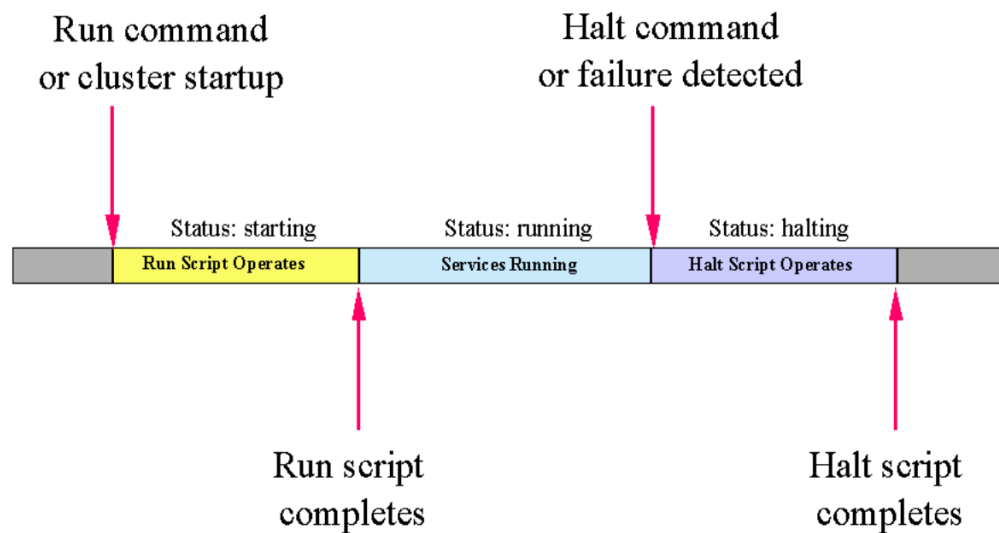 Run command
or cluster startup
Halt command
or failure detected
Status: starting
Status: running
Status: halting
Run Script Operates
Services Running
Halt Script Operates
Run script
completes
Halt script
completes